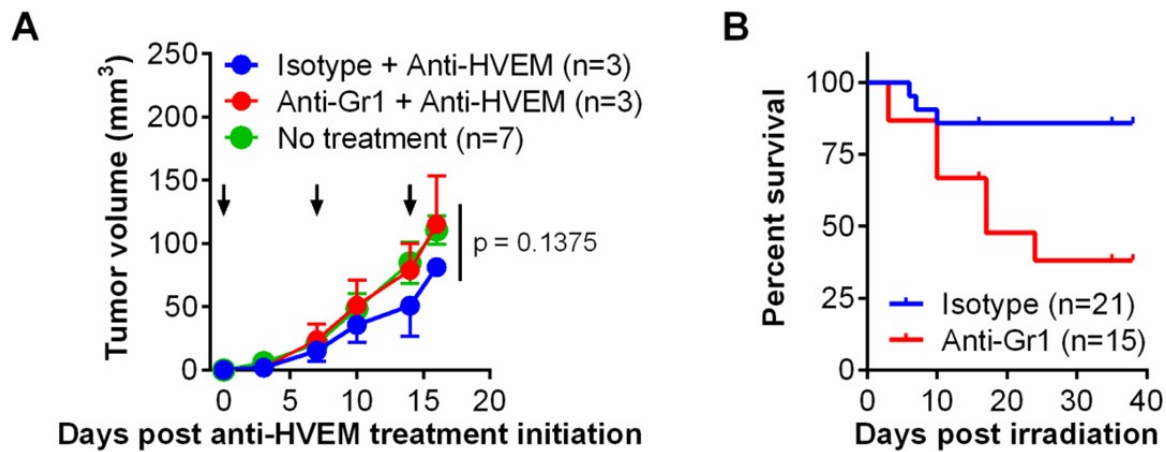 A
Tumor volume (mm³)
250
200
150
100
50
0
Isotype + Anti-HVEM (n=3)
Anti-Gr1 + Anti-HVEM (n=3)
No treatment (n=7)
p = 0.1375
0 5 10 15 20
Days post anti-HVEM treatment initiation
B
Percent survival
100
75
50
25
0
Isotype (n=21)
Anti-Gr1 (n=15)
0 10 20 30 40
Days post irradiation